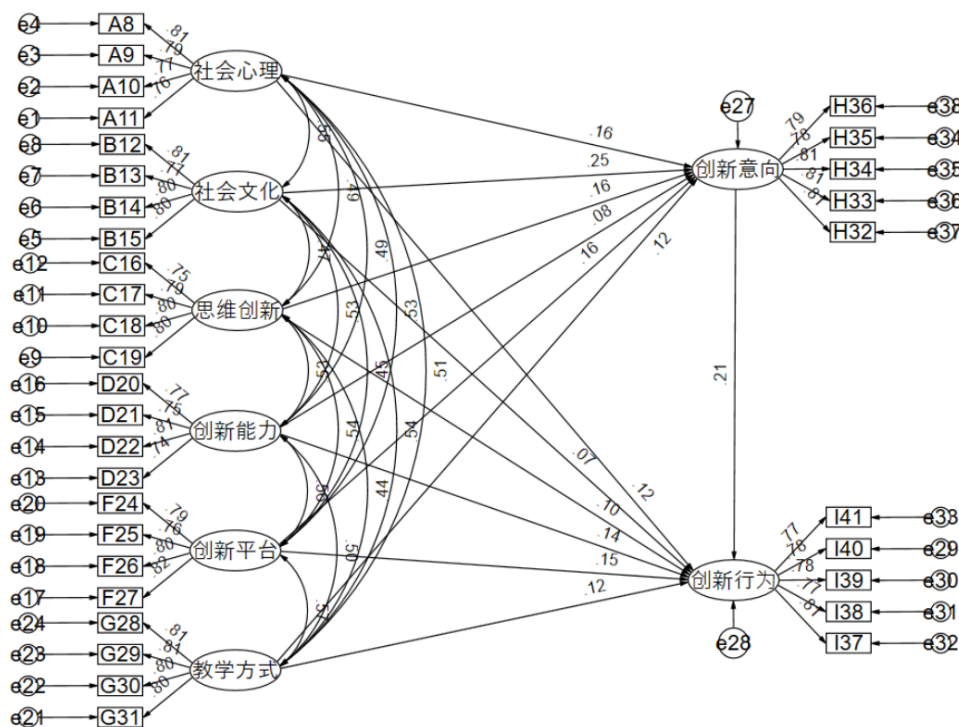 e4 A8 .81
e3 A9 .79
e2 A10 .77
e1 A11 .76
社会心理
e8 B12 .81
e7 B13 .77
e6 B14 .80
e5 B15 .80
社会文化
e12 C16 .75
e11 C17 .79
e10 C18 .80
e9 C19 .80
思维创新
e16 D20 .77
e15 D21 .75
e14 D22 .81
e13 D23 .74
创新能力
e20 F24 .79
e19 F25 .76
e18 F26 .80
e17 F27 .82
创新平台
e24 G28 .81
e23 G29 .81
e22 G30 .80
e21 G31 .80
教学方式
.49
.49
.53
.51
.47
.53
.45
.54
.53
.54
.44
.50
.16
.25
.16
.08
.16
.12
.21
.12
.07
.10
.14
.15
.12
e27
创新意向
.79 H36 e38
.78 H35 e34
.81 H34 e35
.81 H33 e36
.81 H32 e37
创新行为
e28
.77 I41 e33
.78 I40 e29
.78 I39 e30
.77 I38 e31
.81 I37 e32